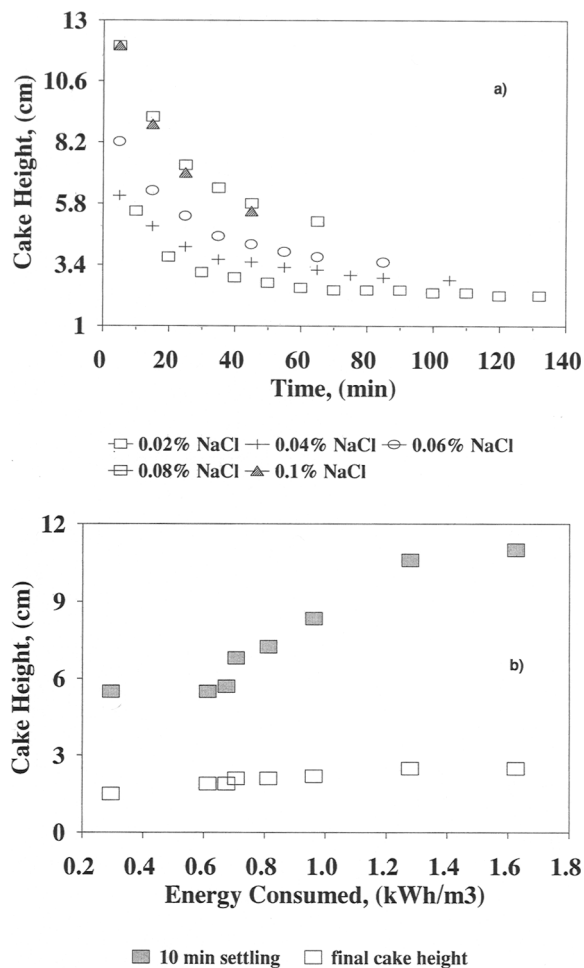 13
10.6
8.2
5.8
3.4
1
Cake Height, (cm)
a)
0 20 40 60 80 100 120 140
Time, (min)
0.02% NaCl 0.04% NaCl 0.06% NaCl
0.08% NaCl 0.1% NaCl
12
9
6
3
0
Cake Height, (cm)
b)
0.2 0.4 0.6 0.8 1.0 1.2 1.4 1.6 1.8
Energy Consumed, (kWh/m3)
10 min settling final cake height